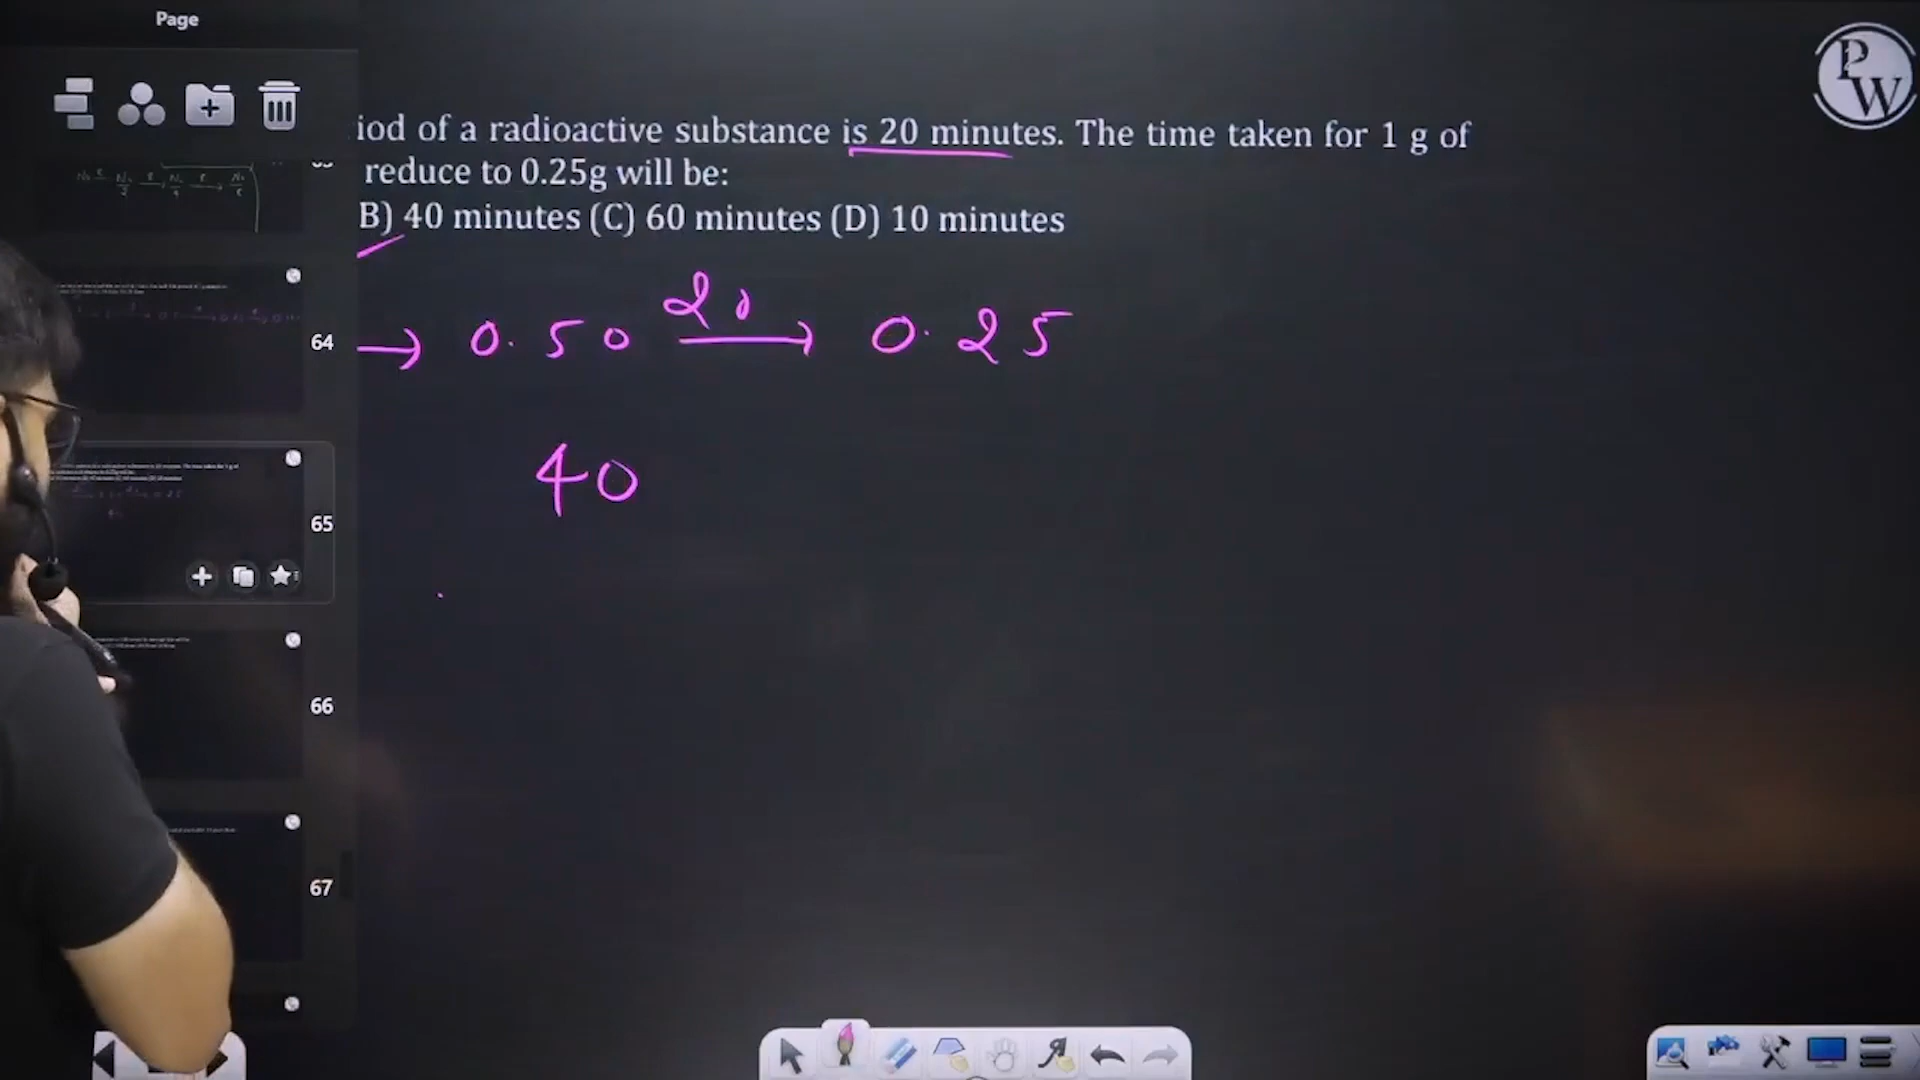 Page
PW
iod of a radioactive substance is 20 minutes. The time taken for 1 g of
reduce to 0.25g will be:
B) 40 minutes (C) 60 minutes (D) 10 minutes
→ 0.50 20 → 0.25
40
64
65
66
67